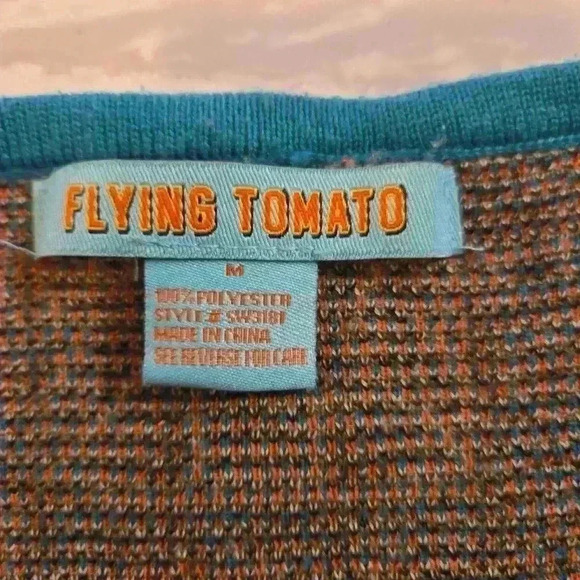 FLYING TOMATO
M
100% POLYESTER
STYLE# SW3181
MADE IN CHINA
SEE REVERSE FOR CARE